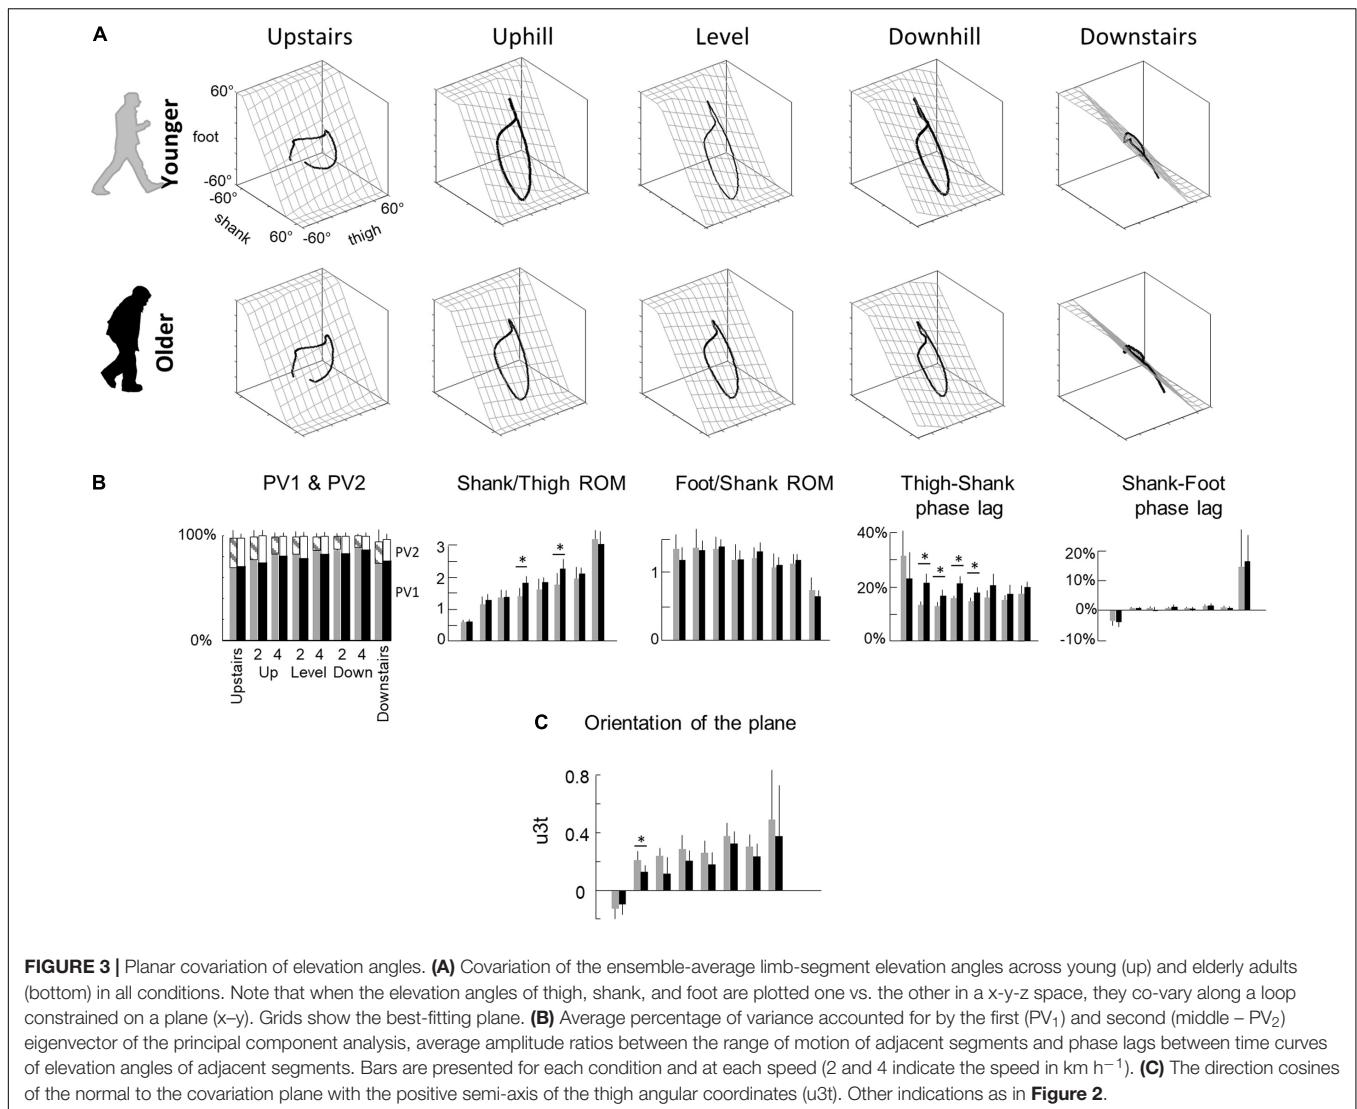 A
Upstairs Uphill Level Downhill Downstairs
Younger
60°
foot
-60°
-60°
shank
60°
-60°
thigh
60°
Older
B
PV1 & PV2
100%
0%
PV2
PV1
Upstairs
2 4 2 4 2 4
Up Level Down
Downstairs
Shank/Thigh ROM
3
2
1
0
*
*
Foot/Shank ROM
1
0
Thigh-Shank
phase lag
40%
20%
0%
* * * *
Shank-Foot
phase lag
20%
10%
0%
-10%
C
Orientation of the plane
u3t
0.8
0.4
0
*
FIGURE 3 | Planar covariation of elevation angles. (A) Covariation of the ensemble-average limb-segment elevation angles across young (up) and elderly adults
(bottom) in all conditions. Note that when the elevation angles of thigh, shank, and foot are plotted one vs. the other in a x-y-z space, they co-vary along a loop
constrained on a plane (x–y). Grids show the best-fitting plane. (B) Average percentage of variance accounted for by the first (PV₁) and second (middle – PV₂)
eigenvector of the principal component analysis, average amplitude ratios between the range of motion of adjacent segments and phase lags between time curves
of elevation angles of adjacent segments. Bars are presented for each condition and at each speed (2 and 4 indicate the speed in km h⁻¹). (C) The direction cosines
of the normal to the covariation plane with the positive semi-axis of the thigh angular coordinates (u3t). Other indications as in Figure 2.